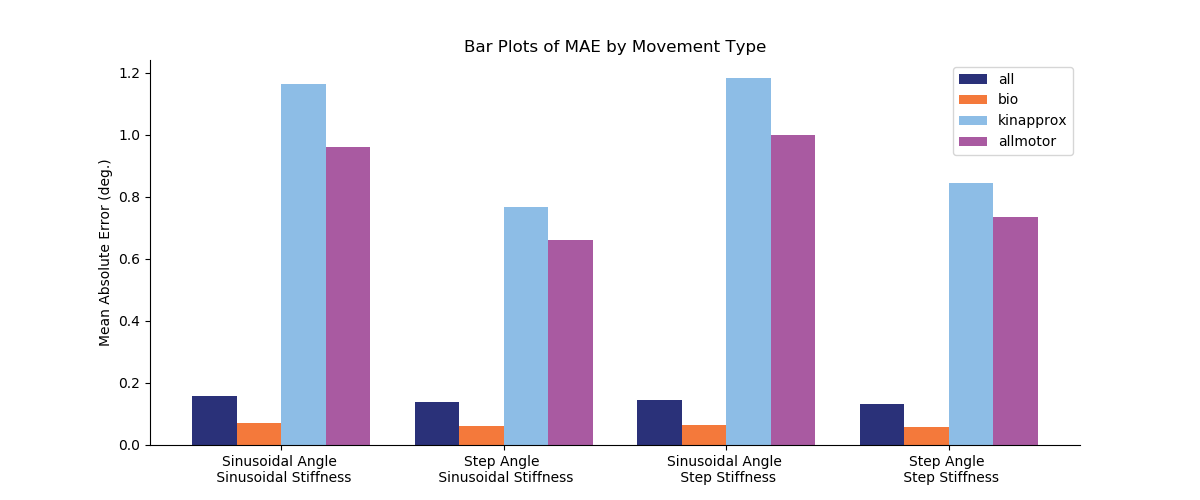 Bar Plots of MAE by Movement Type
Mean Absolute Error (deg.)
1.2
1.0
0.8
0.6
0.4
0.2
0.0
all
bio
kinapprox
allmotor
Sinusoidal Angle
Sinusoidal Stiffness
Step Angle
Sinusoidal Stiffness
Sinusoidal Angle
Step Stiffness
Step Angle
Step Stiffness